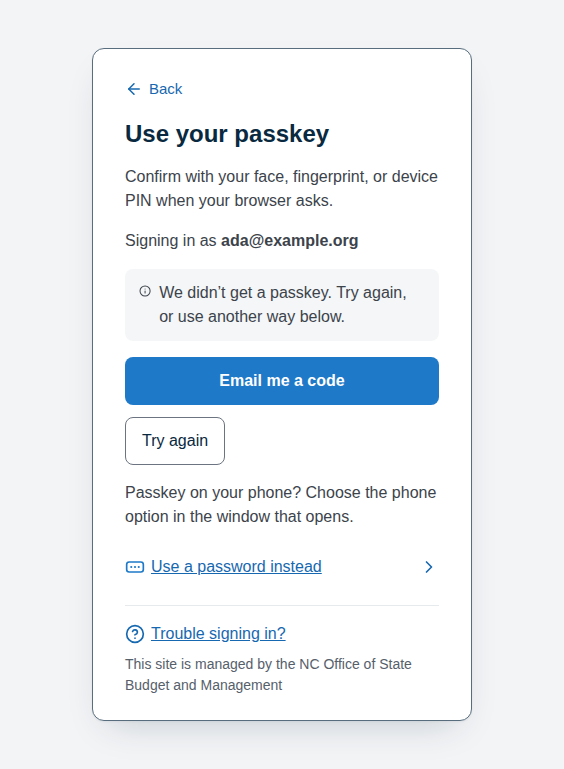 Back
Use your passkey
Confirm with your face, fingerprint, or device
PIN when your browser asks.
Signing in as ada@example.org
We didn't get a passkey. Try again,
or use another way below.
Email me a code
Try again
Passkey on your phone? Choose the phone
option in the window that opens.
Use a password instead
Trouble signing in?
This site is managed by the NC Office of State
Budget and Management